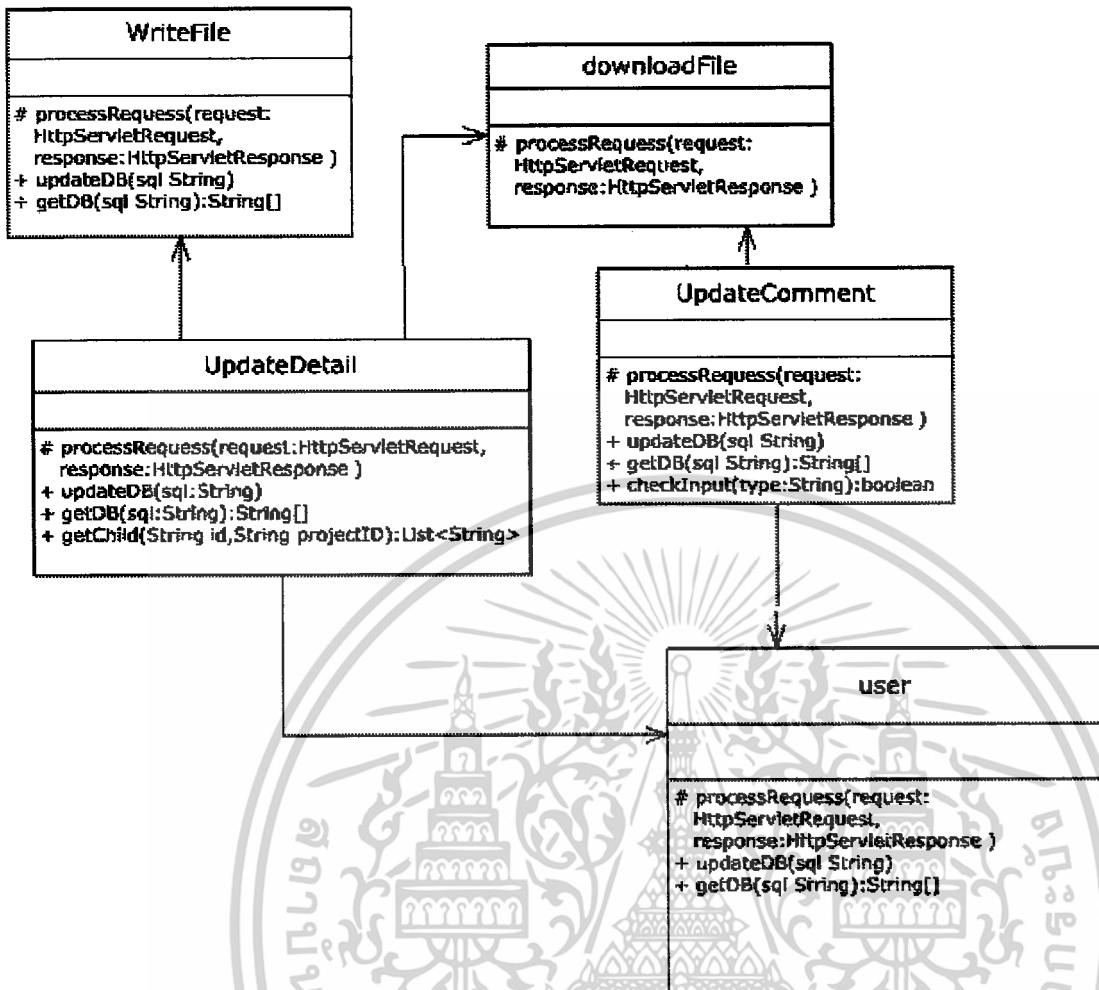 WriteFile
# processRequess(request:
HttpServletRequest,
response:HttpServletResponse )
+ updateDB(sql String)
+ getDB(sql String):String[]
downloadFile
# processRequess(request:
HttpServletRequest,
response:HttpServletResponse )
UpdateComment
# processRequess(request:
HttpServletRequest,
response:HttpServletResponse )
+ updateDB(sql String)
+ getDB(sql String):String[]
+ checkInput(type:String):boolean
UpdateDetail
# processRequess(request:HttpServletRequest,
response:HttpServletResponse )
+ updateDB(sql:String)
+ getDB(sql:String):String[]
+ getChild(String id,String projectID):List<String>
user
# processRequess(request:
HttpServletRequest,
response:HttpServletResponse )
+ updateDB(sql String)
+ getDB(sql String):String[]